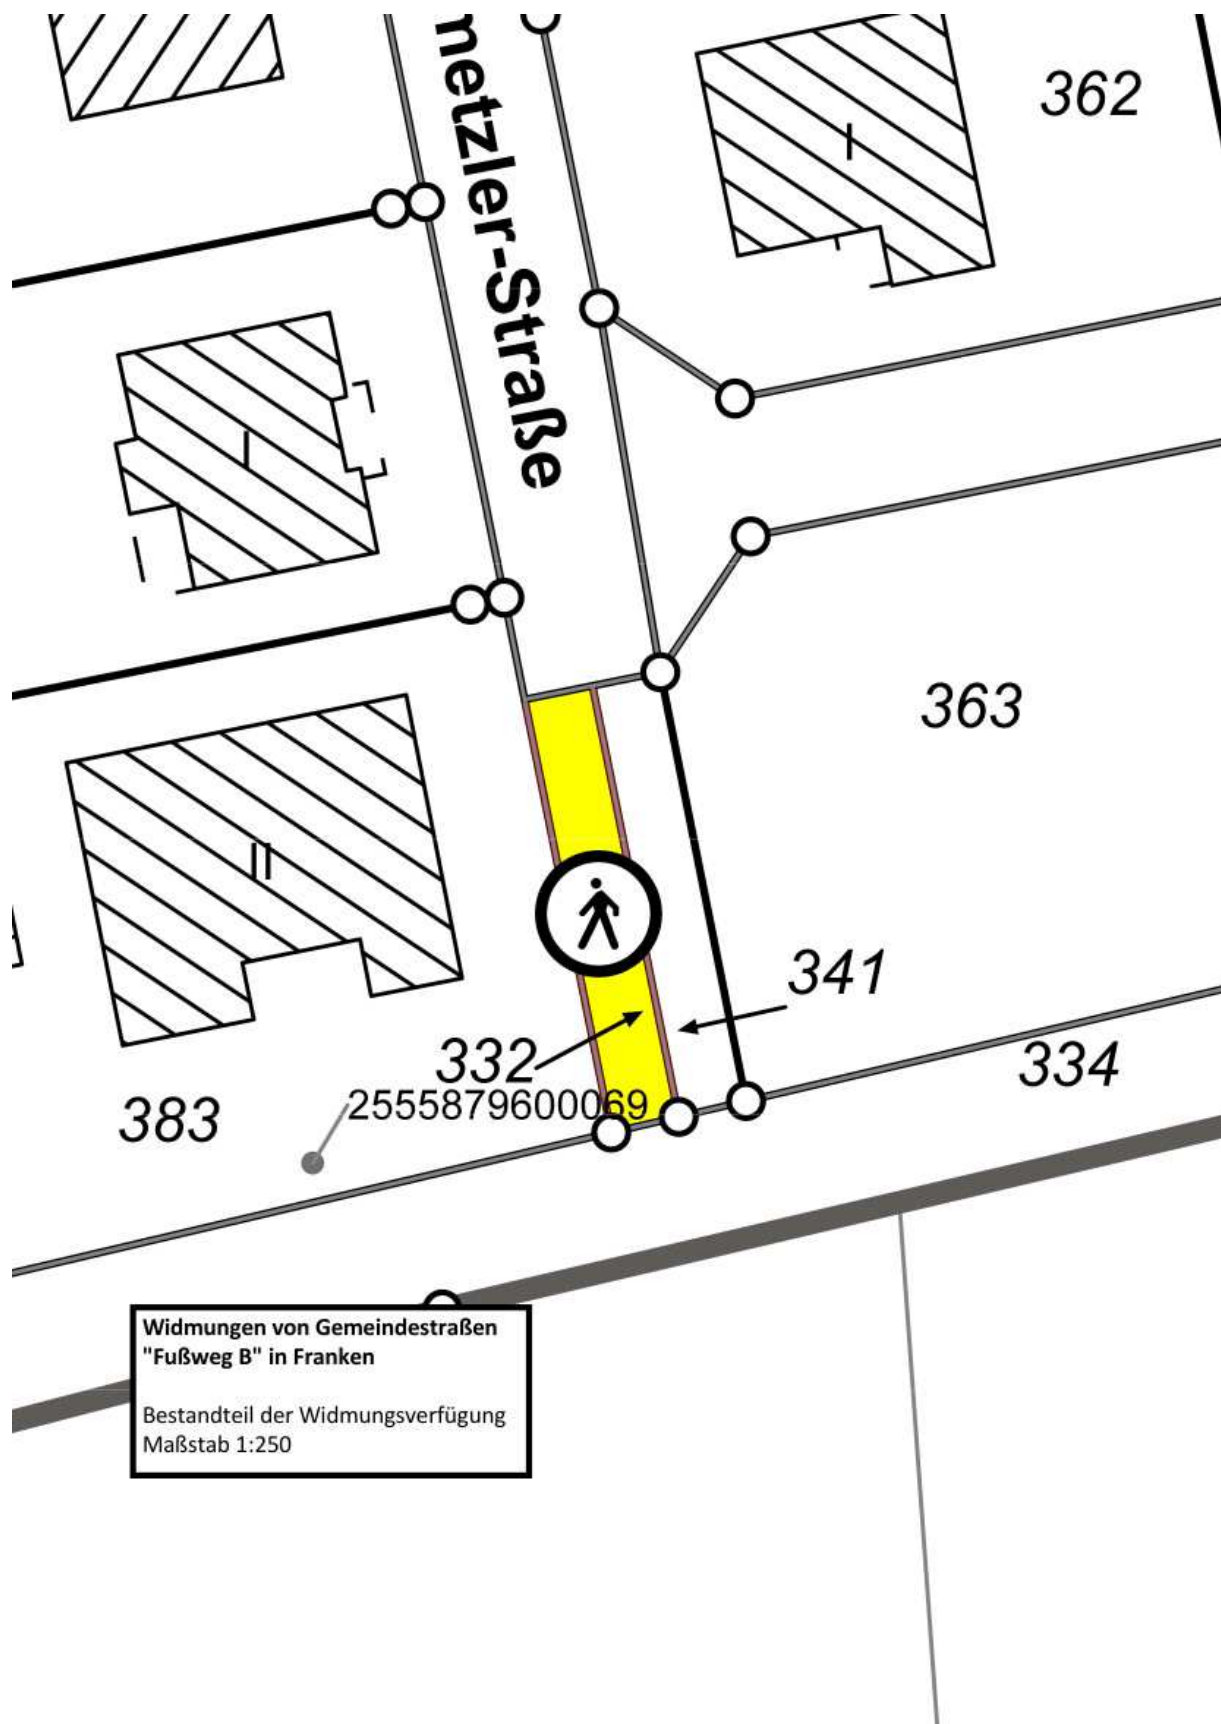 metzler-Straße
362
I
I
363
II
341
332
334
2555879600069
383
Widmungen von Gemeindestraßen
"Fußweg B" in Franken
Bestandteil der Widmungsverfügung
Maßstab 1:250